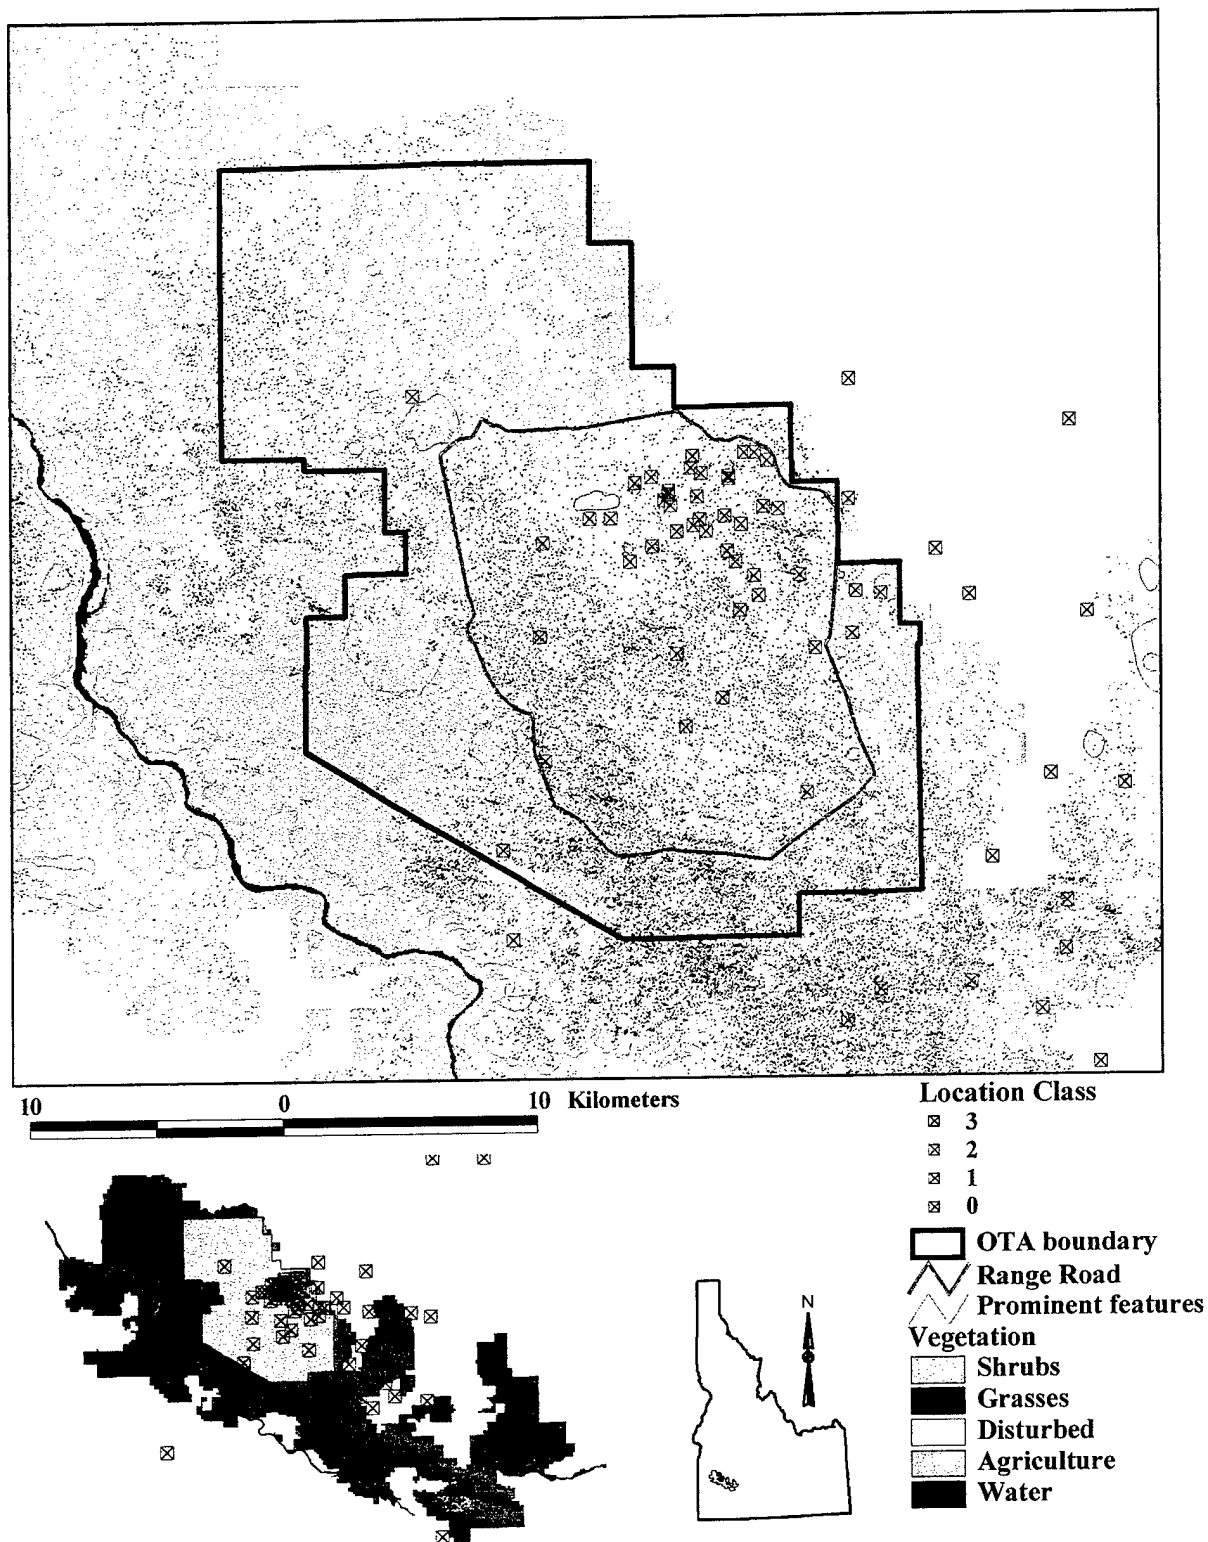 10 0 10 Kilometers
Location Class
3
2
1
0
OTA boundary
Range Road
Prominent features
Vegetation
Shrubs
Grasses
Disturbed
Agriculture
Water
N